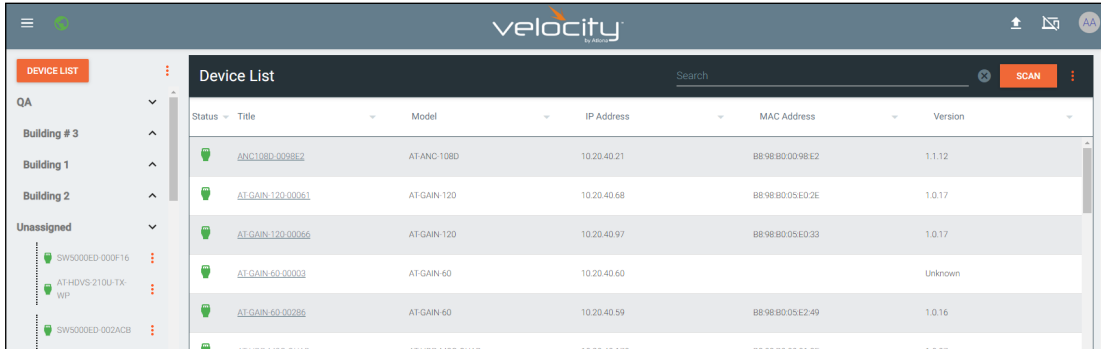 velocity
by Atlona
AA
DEVICE LIST
QA
Building # 3
Building 1
Building 2
Unassigned
SW5000ED-000F16
AT-HDVS-210U-TX-
WP
SW5000ED-002ACB
Device List
Search
SCAN
Status Title Model IP Address MAC Address Version
ANC108D-0098E2 AT-ANC-108D 10.20.40.21 B8:98:B0:00:98:E2 1.1.12
AT-GAIN-120-00061 AT-GAIN-120 10.20.40.68 B8:98:B0:05:E0:2E 1.0.17
AT-GAIN-120-00066 AT-GAIN-120 10.20.40.97 B8:98:B0:05:E0:33 1.0.17
AT-GAIN-60-00003 AT-GAIN-60 10.20.40.60 Unknown
AT-GAIN-60-00286 AT-GAIN-60 10.20.40.59 B8:98:B0:05:E2:49 1.0.16